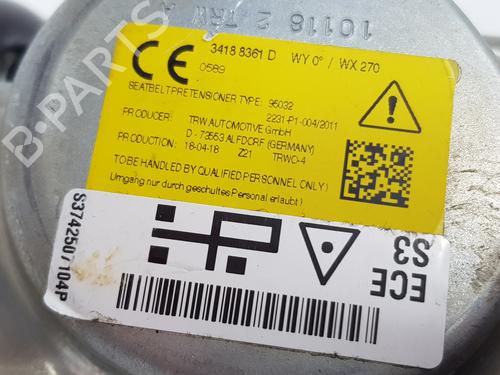 10118 2 TRW A
3418 8361 D WY 0° / WX 270
CE
0589
SEATBELTPRETENSIONER TYPE: 95032
2231-P1-004/2011
PRODUCER: TRW AUTOMOTIVE GmbH
D - 73553 ALFDORF (GERMANY)
PRODUCTION: 18-04-18 Z21 TRWO-4
TO BE HANDLED BY QUALIFIED PERSONNEL ONLY)
Umgang nur durch geschultes Personal erlaubt )
S3742507104P
ECE
S3
B-PARTS